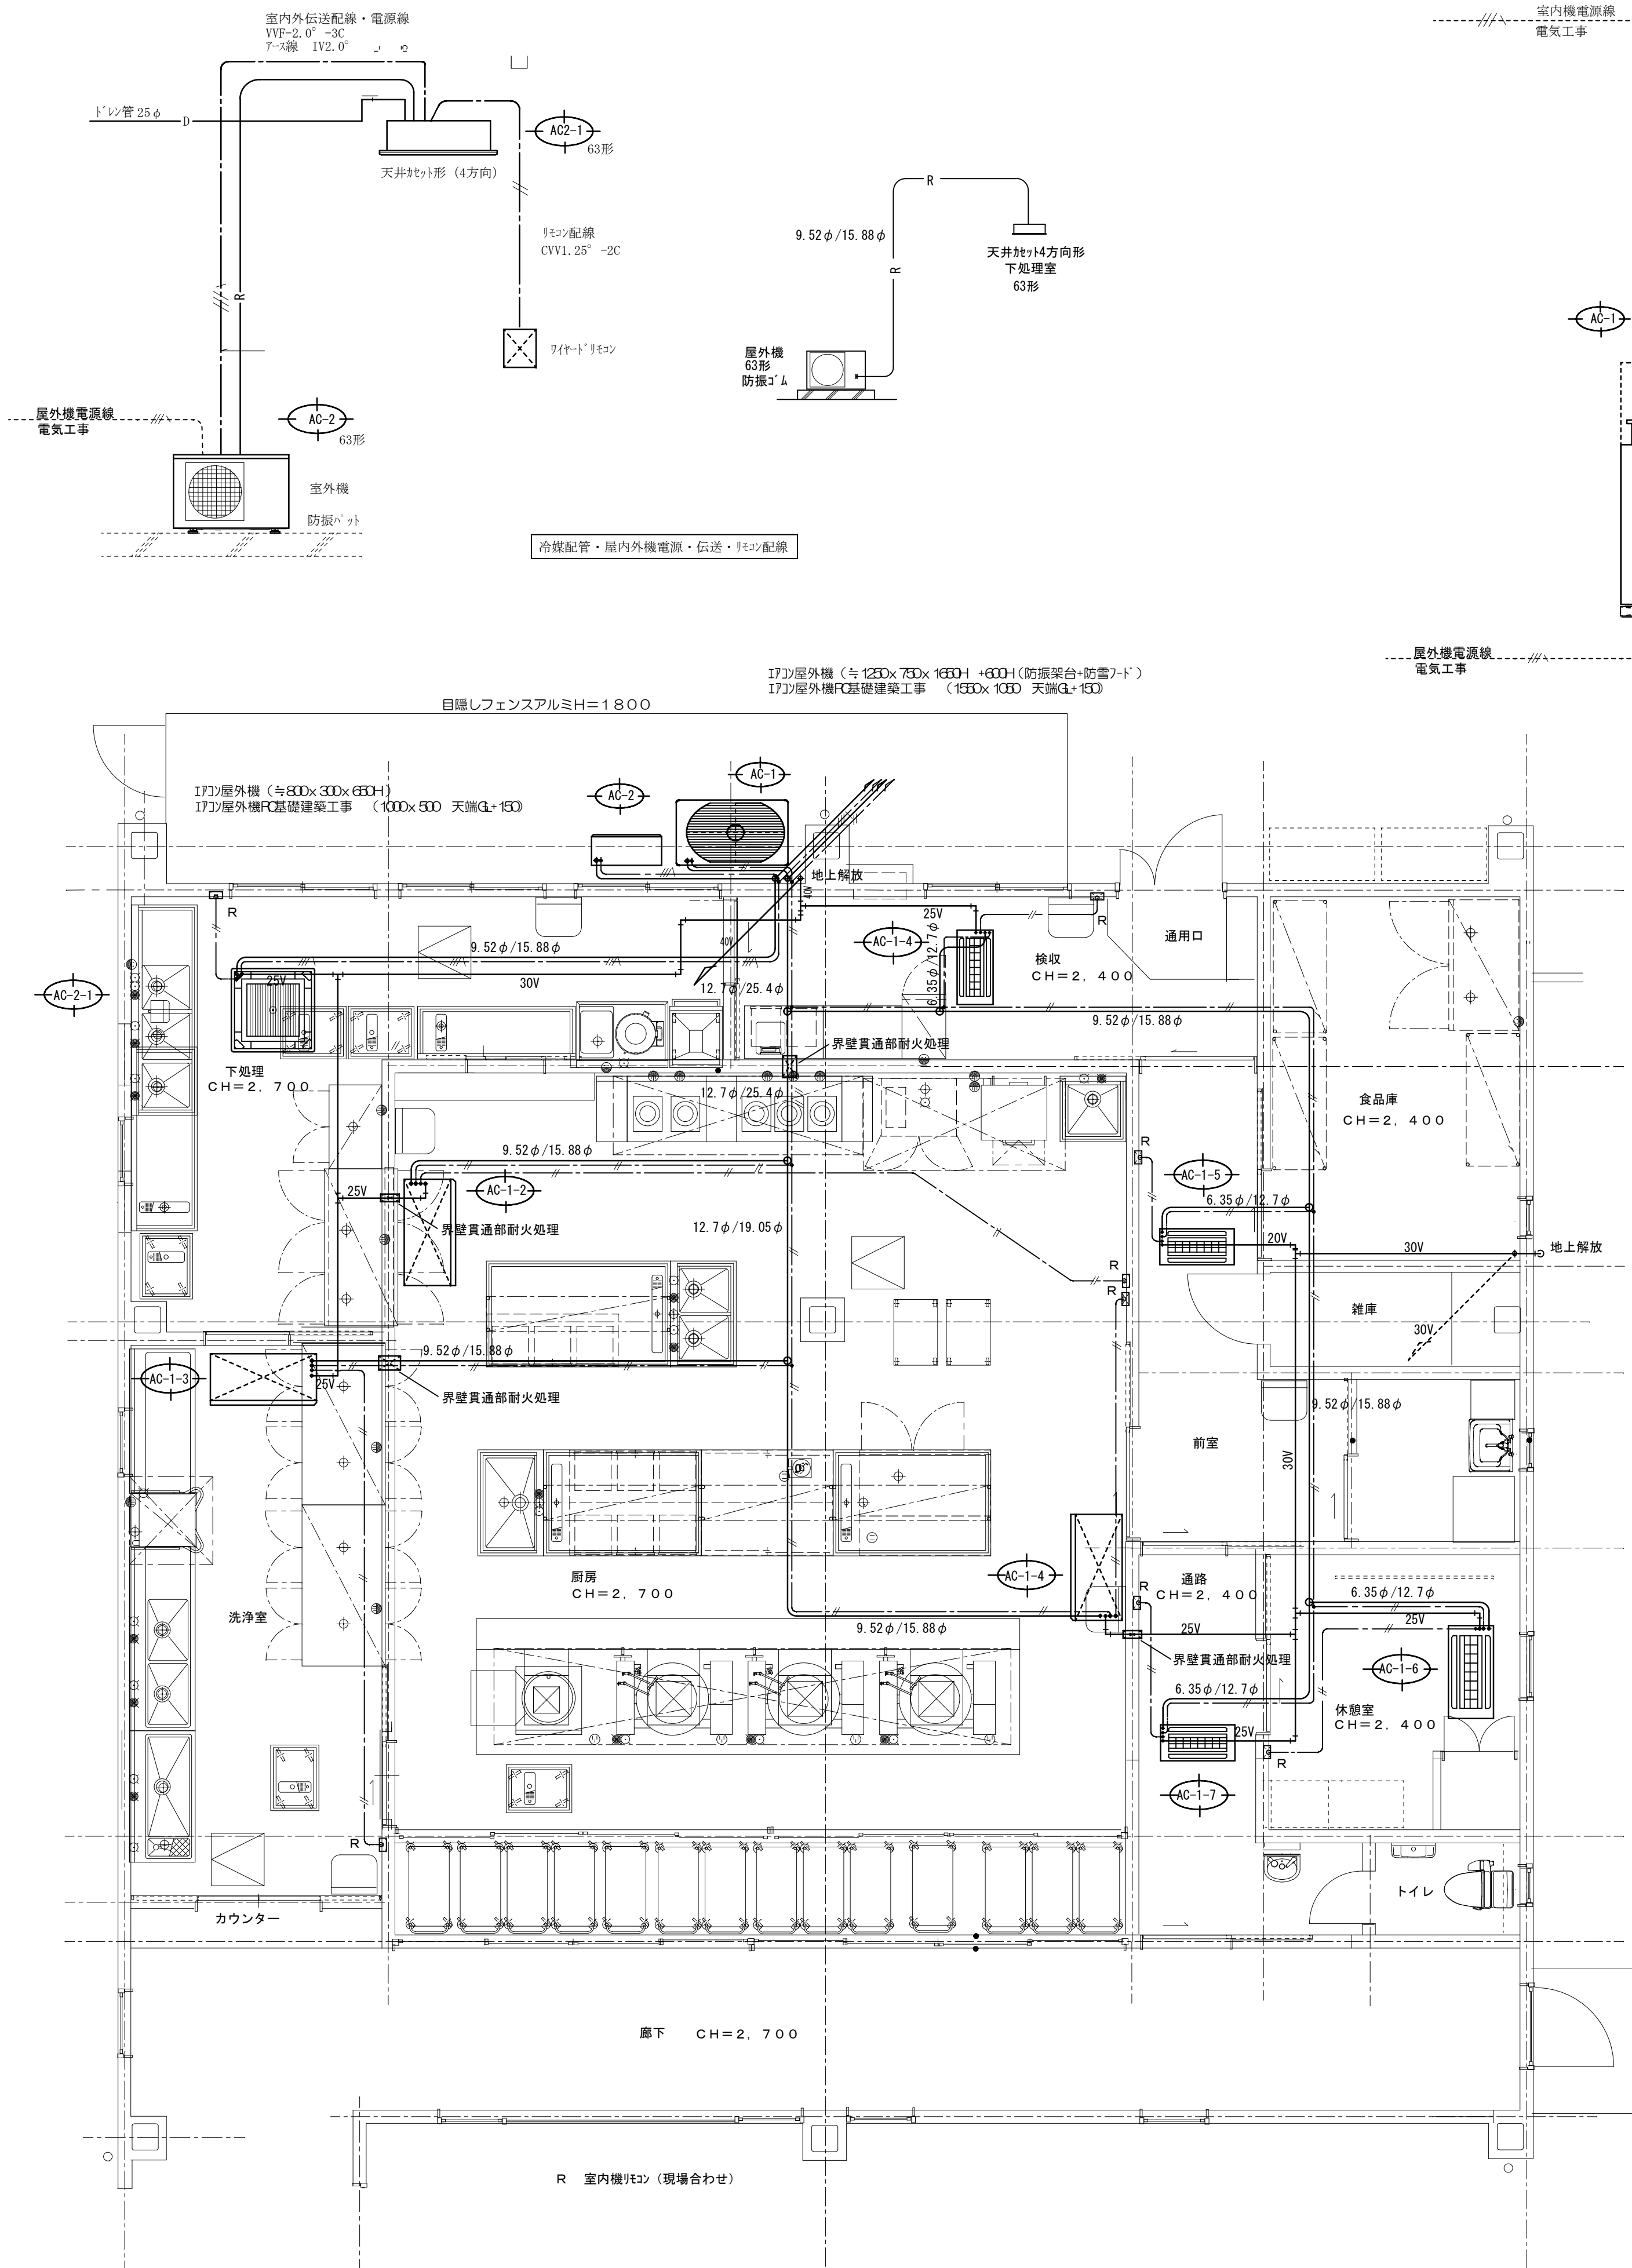 室内外伝送配線・電源線
VVF-2.0° -3C
ｱｰｽ線 IV2.0°
ﾄﾞﾚﾝ管 25φ
D
AC2-1
63形
天井ｶｾｯﾄ形 (4方向)
ﾘﾓｺﾝ配線
CVV1.25° -2C
R
ﾜｲﾔｰﾄﾞﾘﾓｺﾝ
屋外機電源線
電気工事
AC-2
63形
室外機
防振ﾊﾟｯﾄ
R
9.52φ/15.88φ
R
天井ｶｾｯﾄ4方向形
下処理室
63形
屋外機
63形
防振ｺﾞﾑ
冷媒配管・屋内外機電源・伝送・ﾘﾓｺﾝ配線
室内機電源線
電気工事
AC-1
屋外機電源線
電気工事
ｴｱｺﾝ屋外機 (≒1250x750x1650H +600H (防振架台+防雪ﾌｰﾄﾞ)
ｴｱｺﾝ屋外機RC基礎建築工事 (1550x1050 天端GL+150)
目隠しフェンスアルミH=1800
ｴｱｺﾝ屋外機 (≒800x300x650H)
ｴｱｺﾝ屋外機RC基礎建築工事 (1000x500 天端GL+150)
AC-2
AC-1
地上解放
40V
R
25V
R
AC-1-4
通用口
9.52φ/15.88φ
40V
6.35φ/12.7φ
検収
CH=2,400
AC-2-1
25V
30V
12.7φ/25.4φ
9.52φ/15.88φ
界壁貫通部耐火処理
下処理
CH=2,700
12.7φ/25.4φ
食品庫
CH=2,400
9.52φ/15.88φ
R
AC-1-5
25V
AC-1-2
6.35φ/12.7φ
界壁貫通部耐火処理
12.7φ/19.05φ
20V
30V
地上解放
R
R
雑庫
30V
9.52φ/15.88φ
AC-1-3
25V
界壁貫通部耐火処理
9.52φ/15.88φ
前室
30V
厨房
CH=2,700
AC-1-4
R
通路
CH=2,400
6.35φ/12.7φ
洗浄室
9.52φ/15.88φ
25V
25V
界壁貫通部耐火処理
AC-1-6
6.35φ/12.7φ
休憩室
CH=2,400
25V
R
AC-1-7
R
トイレ
カウンター
廊下 CH=2,700
R 室内機ﾘﾓｺﾝ (現場合わせ)